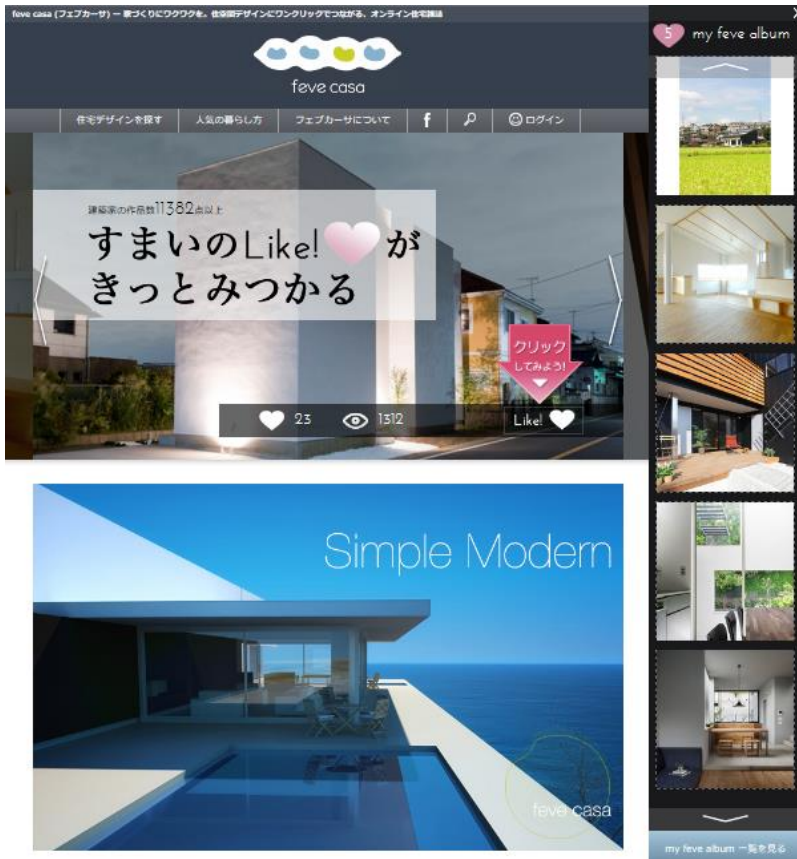 feve casa (フェブカーサ) ー 家づくりにワクワクを。住空間デザインにワンクリックでつながる、オンライン住宅雑誌
feve casa
住宅デザインを探す
人気の暮らし方
フェブカーサについて
f
ログイン
建築家の作品数11382点以上
すまいのLike!が
きっとみつかる
クリック
してみよう!
23
1312
Like!
Simple Modern
feve casa
5
my feve album
my feve album 一覧を見る